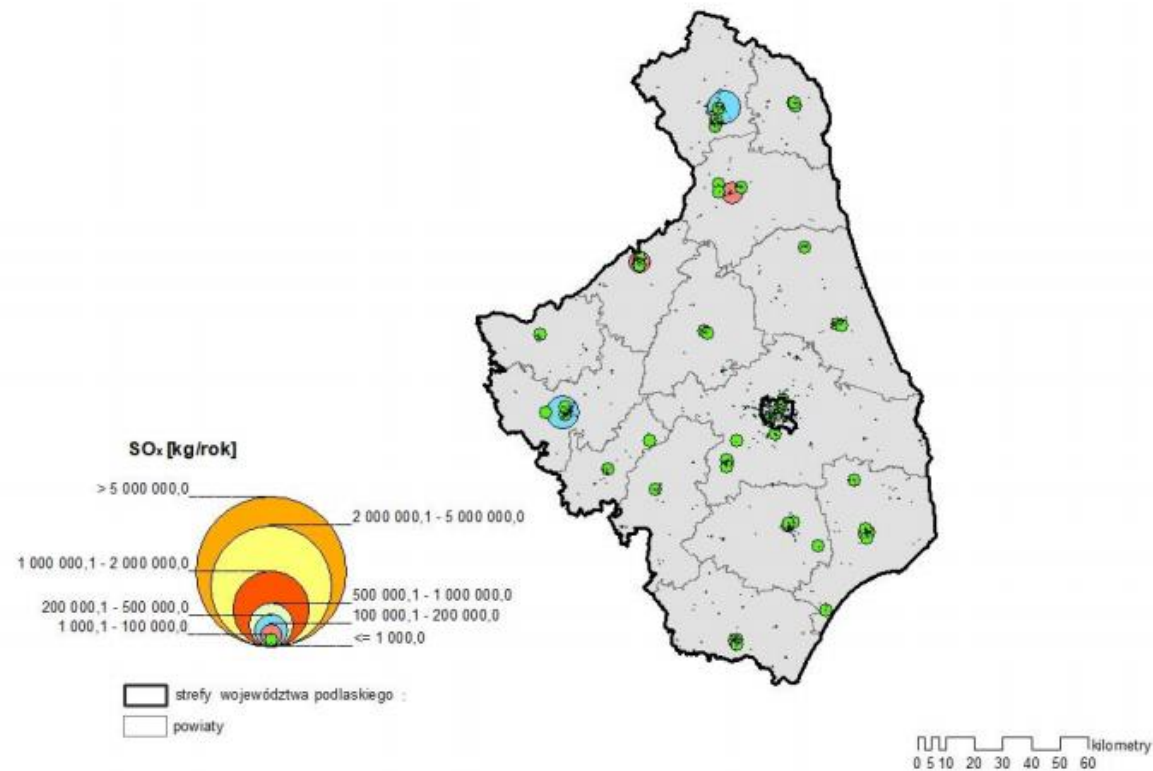 SOx [kg/rok]
> 5 000 000,0
2 000 000,1 - 5 000 000,0
1 000 000,1 - 2 000 000,0
500 000,1 - 1 000 000,0
200 000,1 - 500 000,0
100 000,1 - 200 000,0
1 000,1 - 100 000,0
<= 1 000,0
strefy województwa podlaskiego :
powiaty
kilometry
0 5 10 20 30 40 50 60